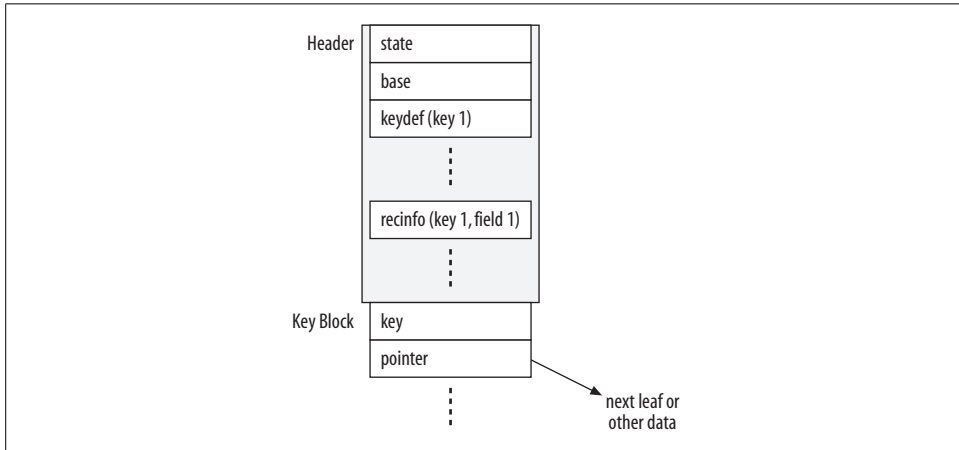 Header
state
base
keydef (key 1)
recinfo (key 1, field 1)
Key Block
key
pointer
next leaf or
other data